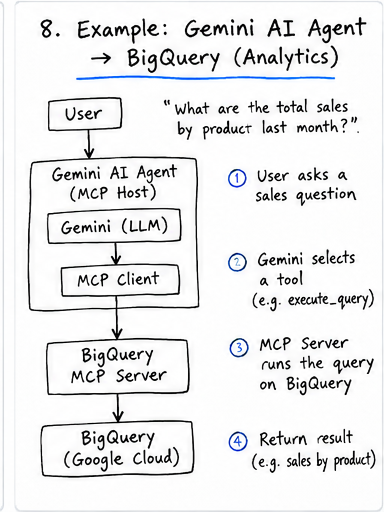 8. Example: Gemini AI Agent
→ BigQuery (Analytics)
User
"What are the total sales
by product last month?".
Gemini AI Agent
(MCP Host)
Gemini (LLM)
MCP Client
BigQuery
MCP Server
BigQuery
(Google Cloud)
1 User asks a
sales question
2 Gemini selects
a tool
(e.g. execute_query)
3 MCP Server
runs the query
on BigQuery
4 Return result
(e.g. sales by product)